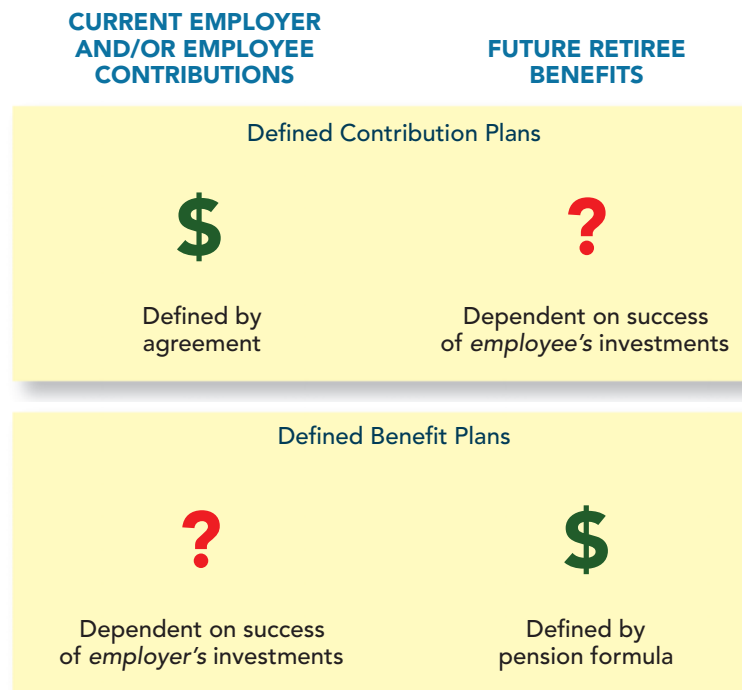 CURRENT EMPLOYER
AND/OR EMPLOYEE
CONTRIBUTIONS
FUTURE RETIREE
BENEFITS
Defined Contribution Plans
$
?
Defined by
agreement
Dependent on success
of employee's investments
Defined Benefit Plans
?
$
Dependent on success
of employer's investments
Defined by
pension formula